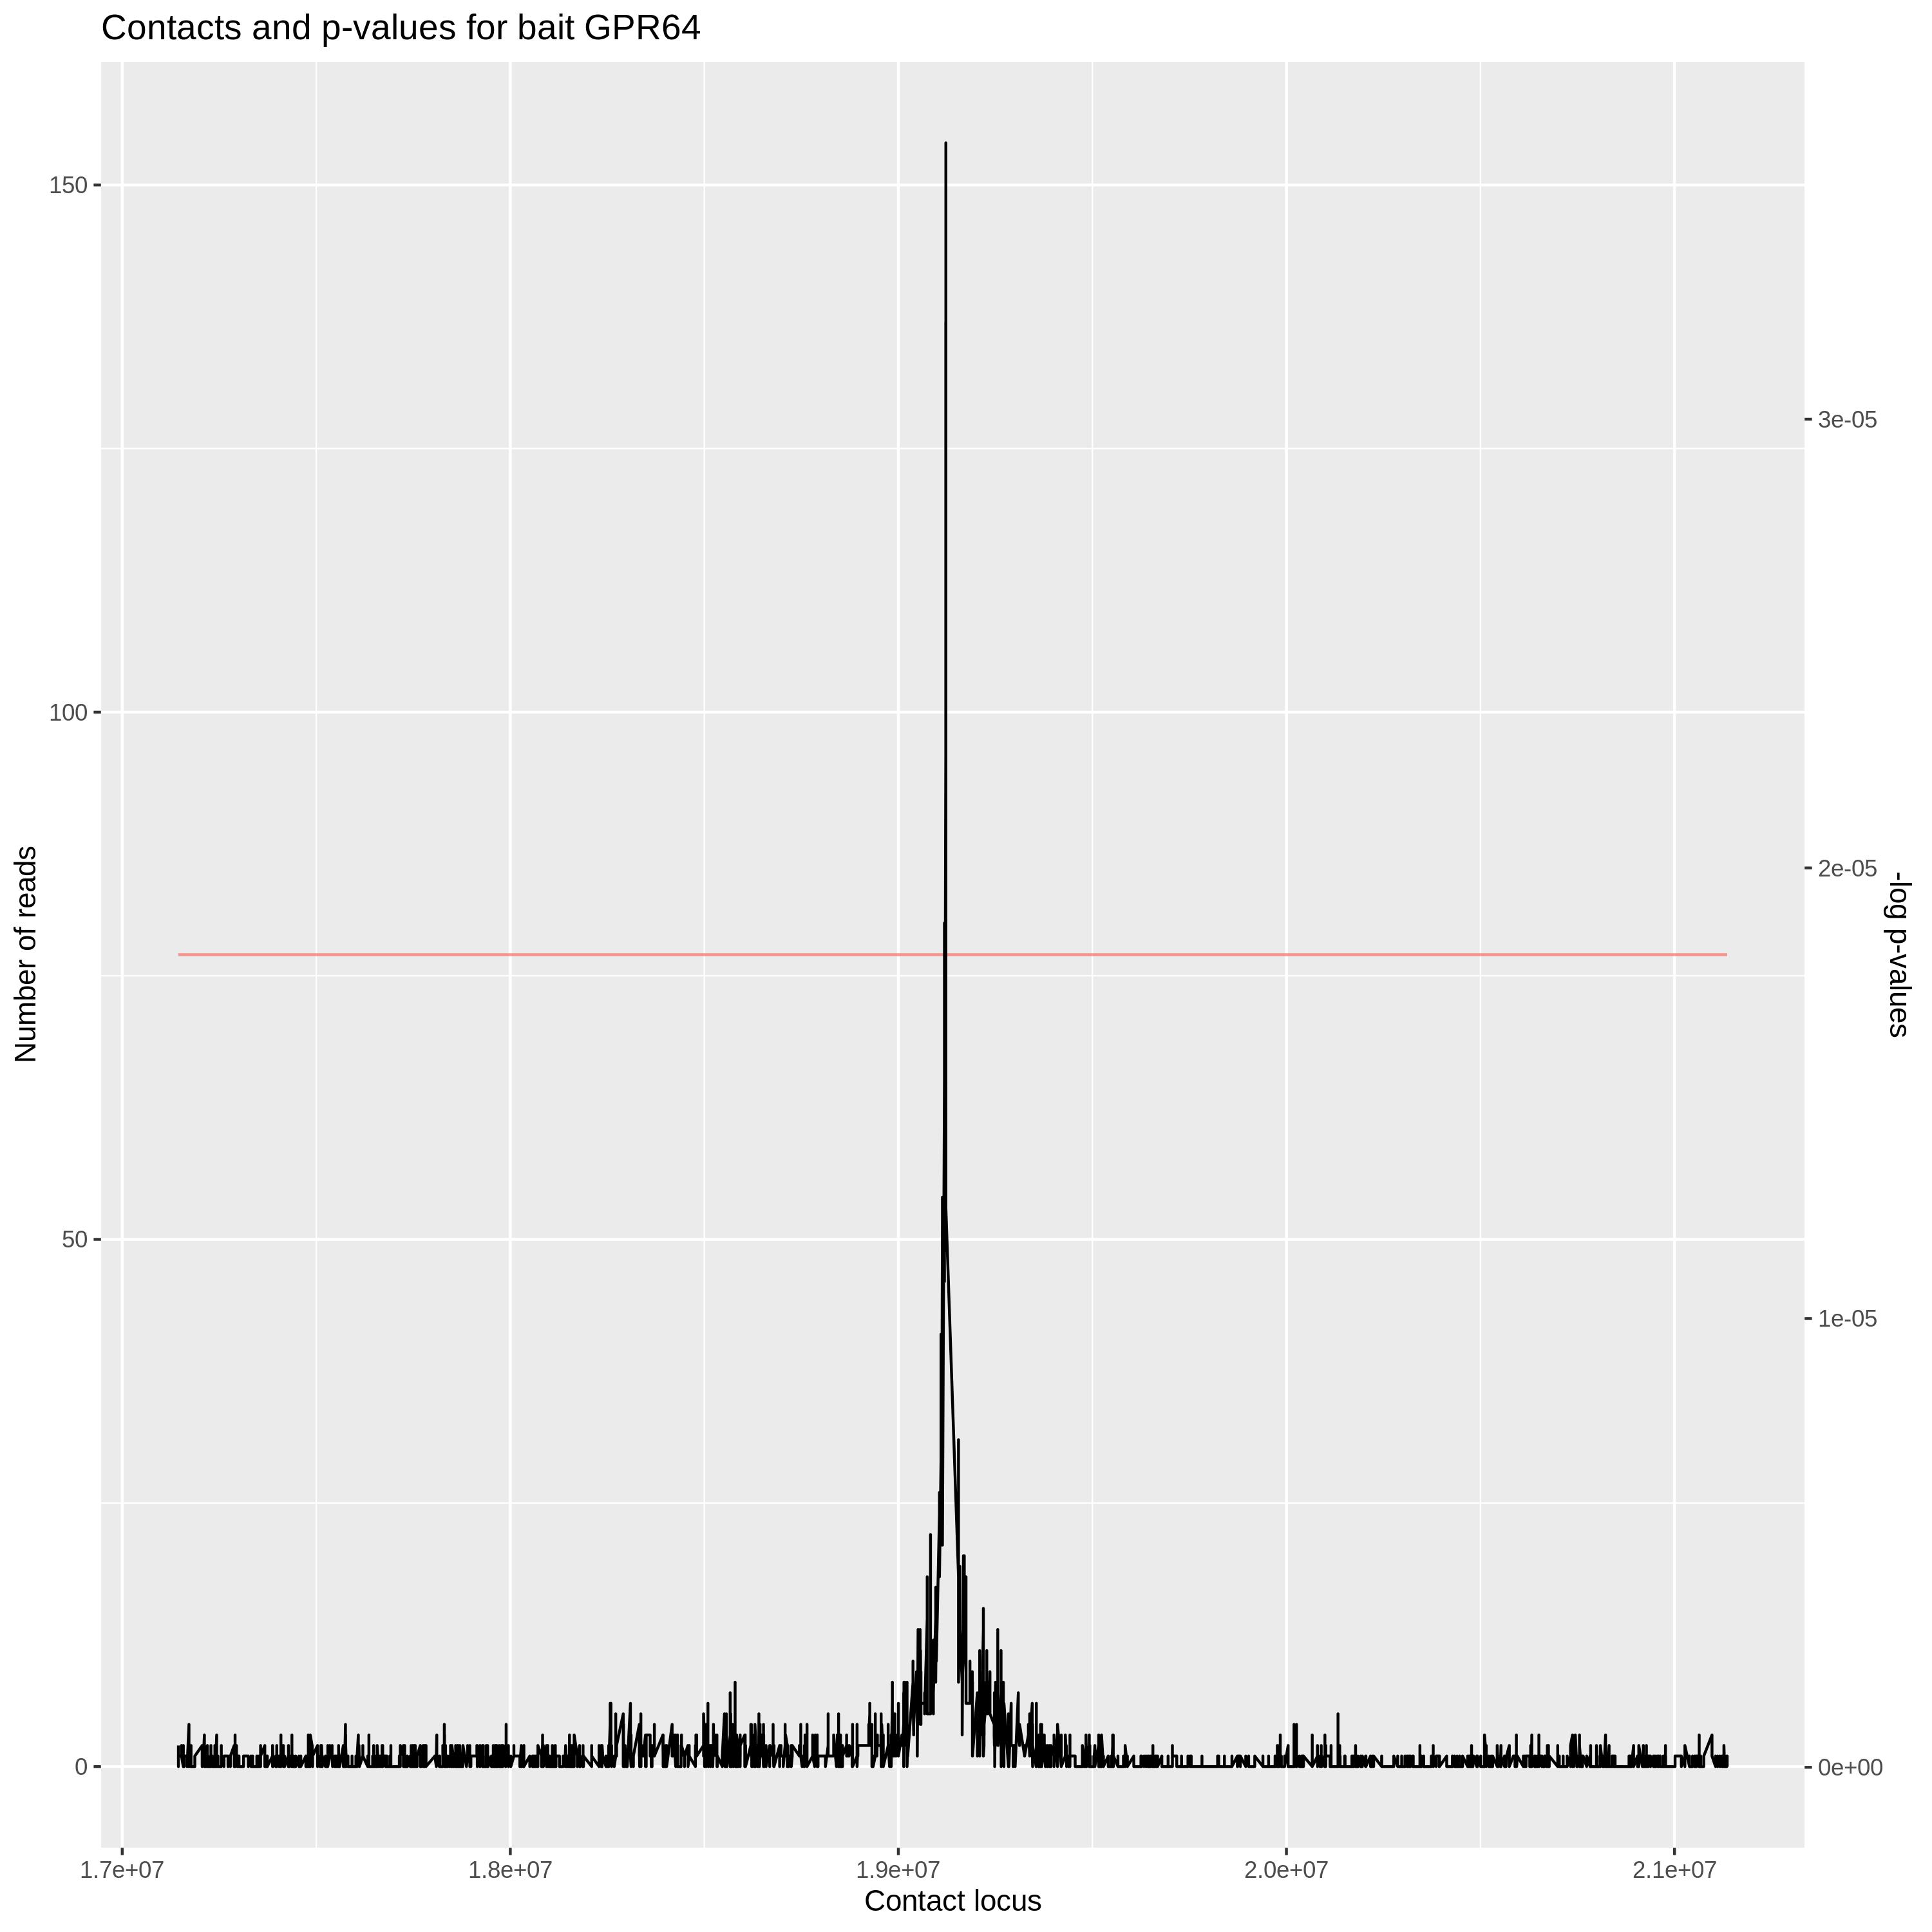 Contacts and p-values for bait GPR64
150
100
50
0
Number of reads
3e-05
2e-05
1e-05
0e+00
-log p-values
1.7e+07
1.8e+07
1.9e+07
2.0e+07
2.1e+07
Contact locus